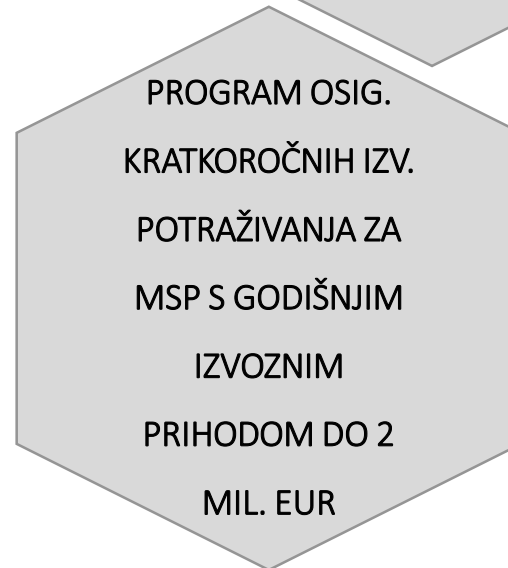 PROGRAM OSIG.
KRATKOROČNIH IZV.
POTRAŽIVANJA ZA
MSP S GODIŠNJIM
IZVOZNIM
PRIHODOM DO 2
MIL. EUR